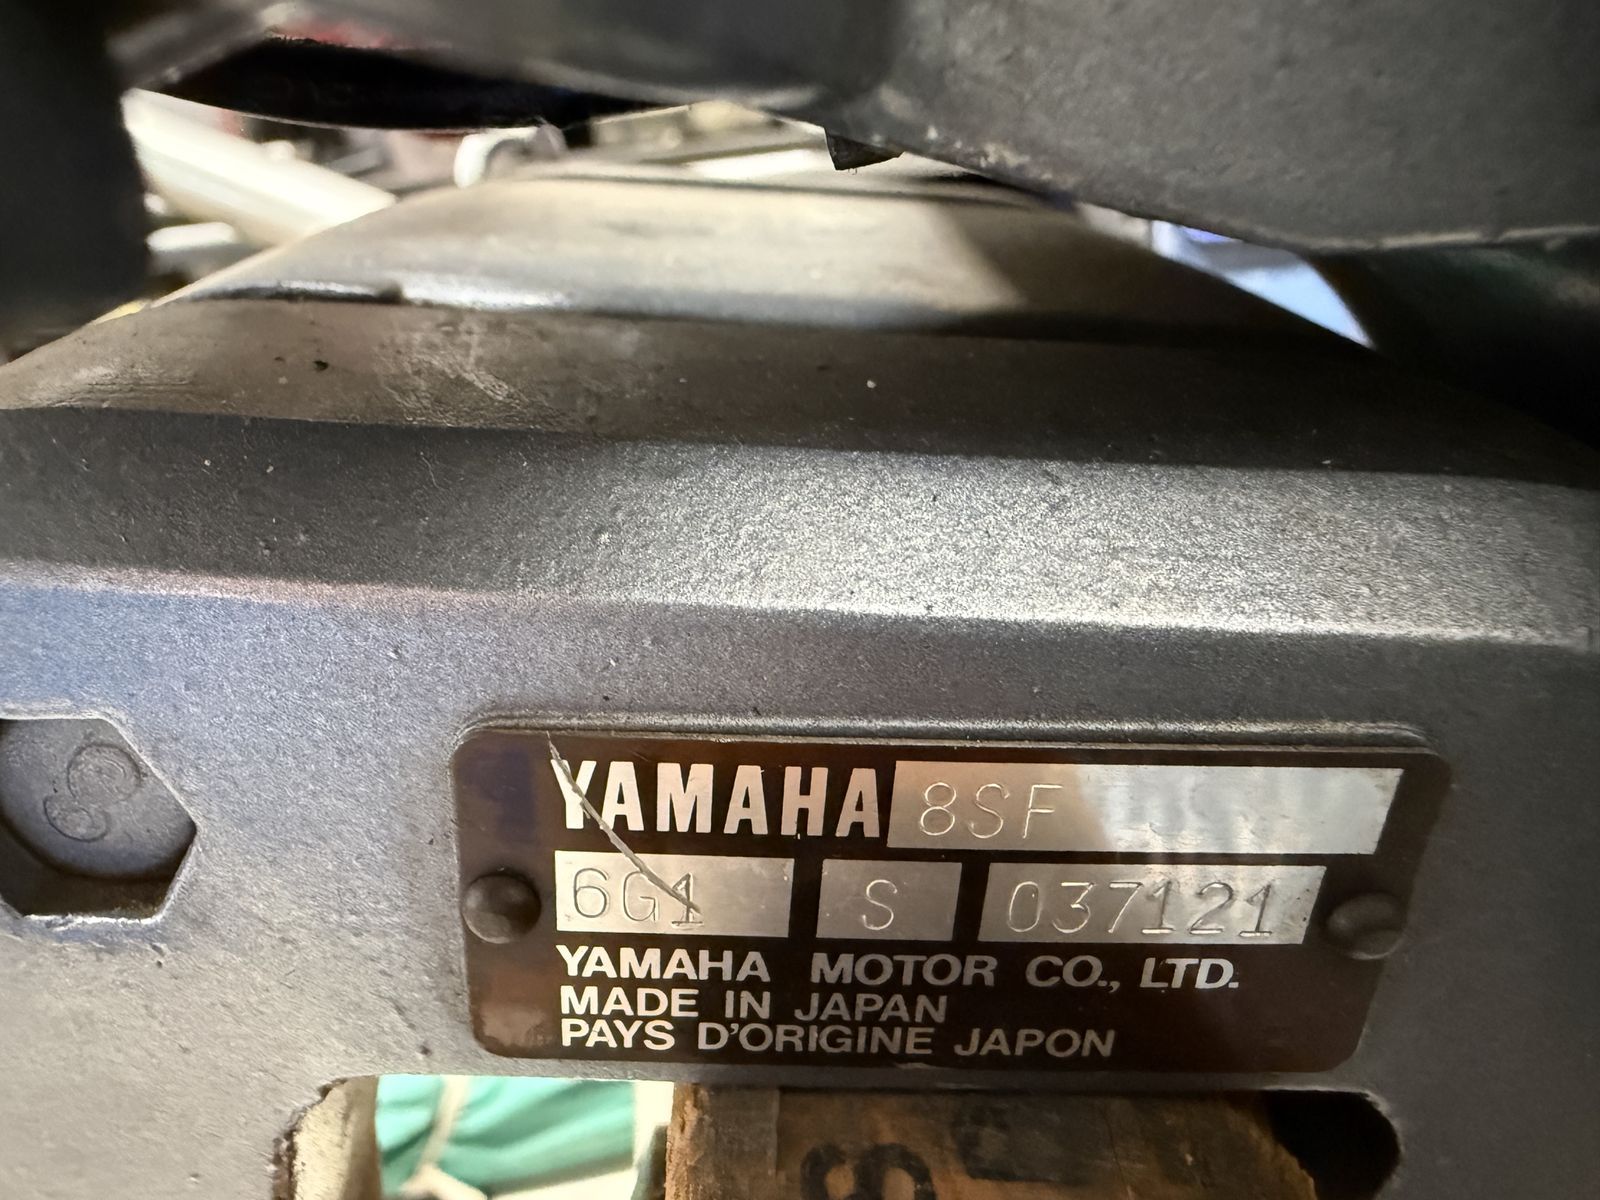 YAMAHA 8SF
6G1 S 037121
YAMAHA MOTOR CO., LTD.
MADE IN JAPAN
PAYS D'ORIGINE JAPON